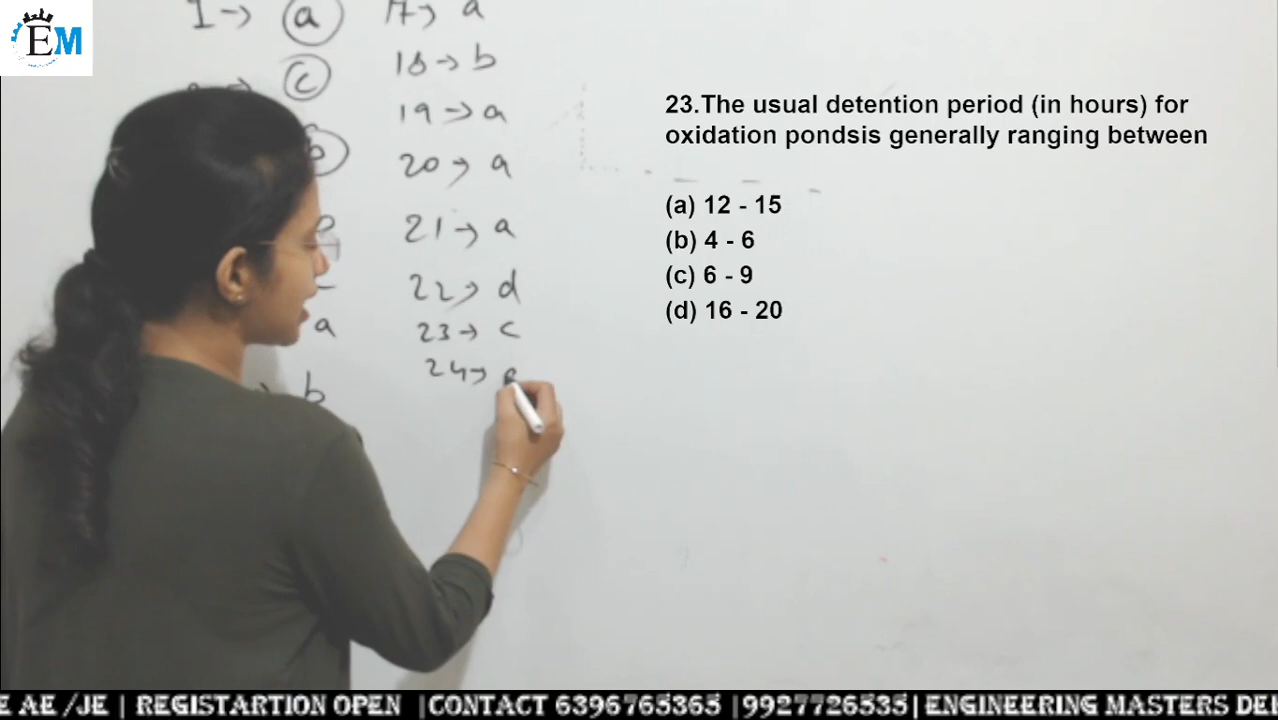 EM
1 → a
c
b
a
b
17 → a
18 → b
19 → a
20 → a
21 → a
22 → d
23 → c
24 →
23.The usual detention period (in hours) for
oxidation pondsis generally ranging between
(a) 12 - 15
(b) 4 - 6
(c) 6 - 9
(d) 16 - 20
E AE /JE | REGISTARTION OPEN |CONTACT 6396765365 |9927726535| ENGINEERING MASTERS DEL